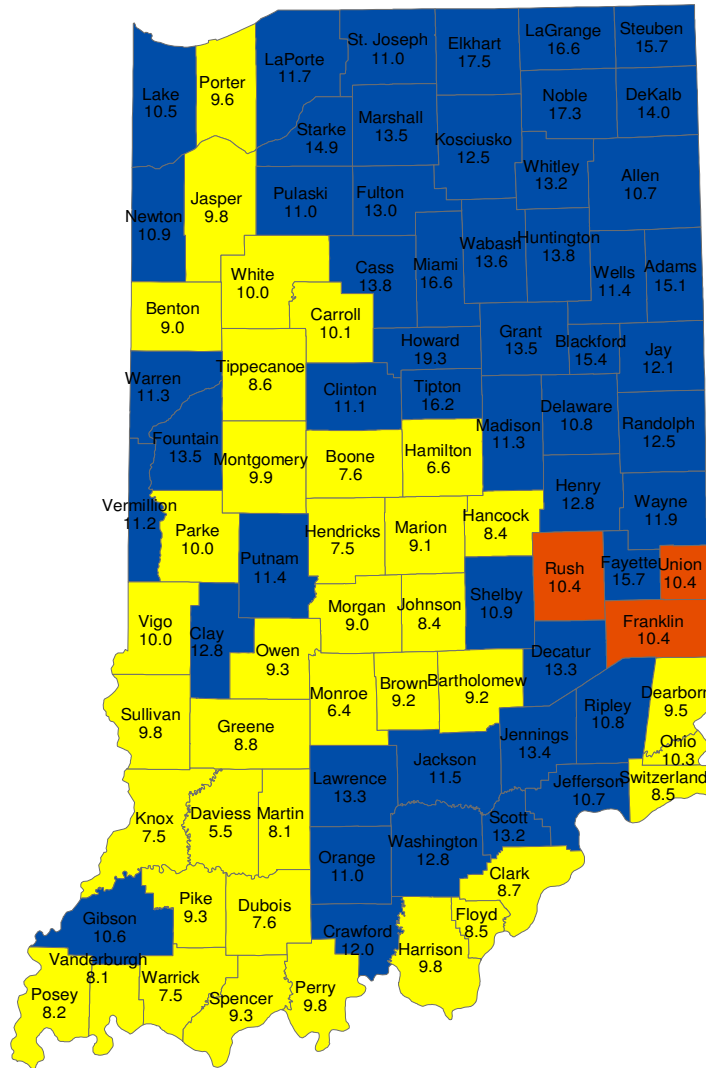 St. Joseph
11.0
Elkhart
17.5
LaGrange
16.6
Steuben
15.7
LaPorte
11.7
Porter
9.6
Lake
10.5
Noble
17.3
DeKalb
14.0
Marshall
13.5
Starke
14.9
Kosciusko
12.5
Whitley
13.2
Allen
10.7
Jasper
9.8
Pulaski
11.0
Fulton
13.0
Newton
10.9
Wabash
13.6
Huntington
13.8
Miami
16.6
Cass
13.8
White
10.0
Wells
11.4
Adams
15.1
Benton
9.0
Carroll
10.1
Howard
19.3
Grant
13.5
Blackford
15.4
Jay
12.1
Tippecanoe
8.6
Warren
11.3
Clinton
11.1
Tipton
16.2
Madison
11.3
Delaware
10.8
Randolph
12.5
Fountain
13.5
Montgomery
9.9
Boone
7.6
Hamilton
6.6
Henry
12.8
Wayne
11.9
Vermillion
11.2
Parke
10.0
Putnam
11.4
Hendricks
7.5
Marion
9.1
Hancock
8.4
Rush
10.4
Fayette
15.7
Union
10.4
Shelby
10.9
Morgan
9.0
Johnson
8.4
Vigo
10.0
Clay
12.8
Owen
9.3
Franklin
10.4
Decatur
13.3
Monroe
6.4
Brown
9.2
Bartholomew
9.2
Dearborn
9.5
Ripley
10.8
Sullivan
9.8
Greene
8.8
Jennings
13.4
Ohio
10.3
Jackson
11.5
Lawrence
13.3
Jefferson
10.7
Switzerland
8.5
Knox
7.5
Daviess
5.5
Martin
8.1
Scott
13.2
Washington
12.8
Orange
11.0
Clark
8.7
Pike
9.3
Dubois
7.6
Floyd
8.5
Gibson
10.6
Crawford
12.0
Harrison
9.8
Vanderburgh
8.1
Warrick
7.5
Posey
8.2
Spencer
9.3
Perry
9.8